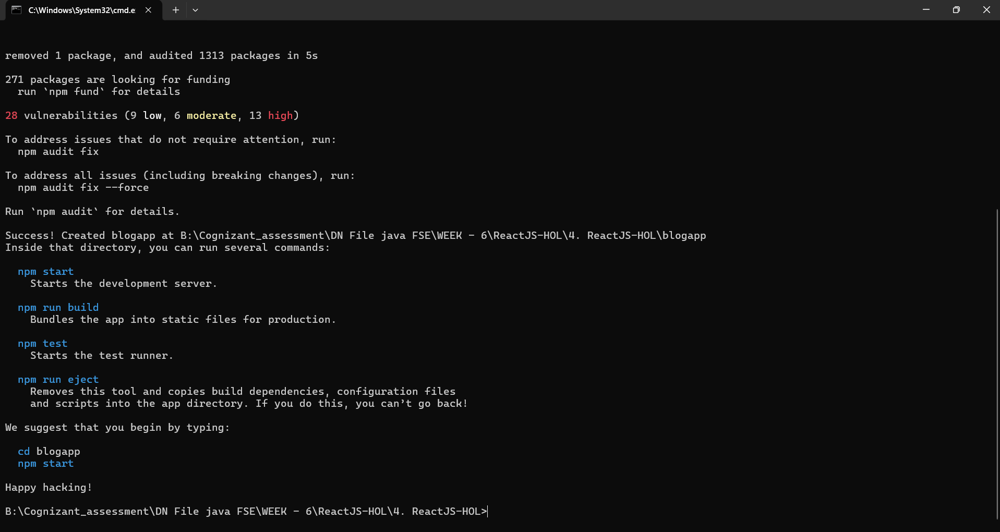 C:\Windows\System32\cmd.e
removed 1 package, and audited 1313 packages in 5s
271 packages are looking for funding
run `npm fund` for details
28 vulnerabilities (9 low, 6 moderate, 13 high)
To address issues that do not require attention, run:
npm audit fix
To address all issues (including breaking changes), run:
npm audit fix --force
Run `npm audit` for details.
Success! Created blogapp at B:\Cognizant_assessment\DN File java FSE\WEEK - 6\ReactJS-HOL\4. ReactJS-HOL\blogapp
Inside that directory, you can run several commands:
npm start
Starts the development server.
npm run build
Bundles the app into static files for production.
npm test
Starts the test runner.
npm run eject
Removes this tool and copies build dependencies, configuration files
and scripts into the app directory. If you do this, you can’t go back!
We suggest that you begin by typing:
cd blogapp
npm start
Happy hacking!
B:\Cognizant_assessment\DN File java FSE\WEEK - 6\ReactJS-HOL\4. ReactJS-HOL>